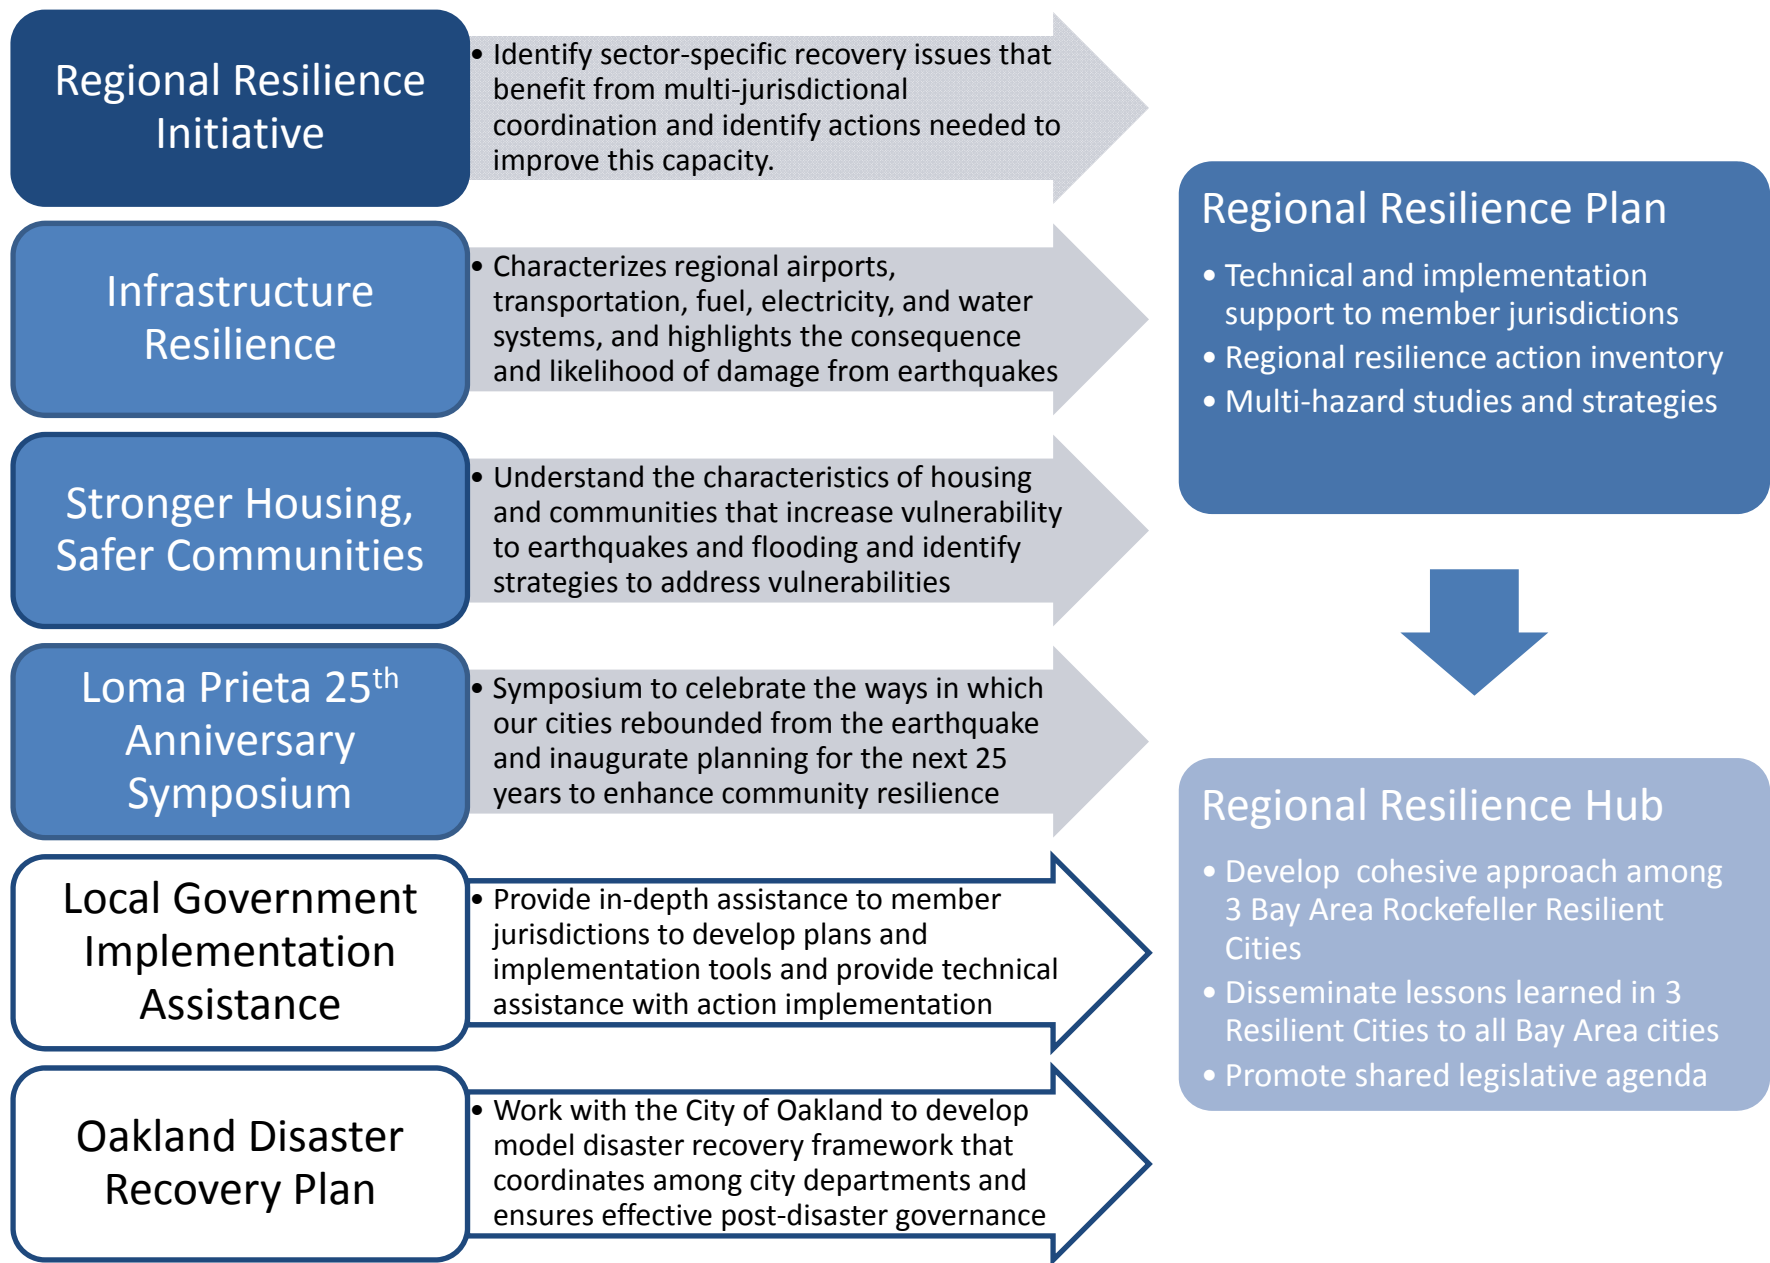 Regional Resilience
Initiative
• Identify sector-specific recovery issues that
benefit from multi-jurisdictional
coordination and identify actions needed to
improve this capacity.
Infrastructure
Resilience
• Characterizes regional airports,
transportation, fuel, electricity, and water
systems, and highlights the consequence
and likelihood of damage from earthquakes
Stronger Housing,
Safer Communities
• Understand the characteristics of housing
and communities that increase vulnerability
to earthquakes and flooding and identify
strategies to address vulnerabilities
Loma Prieta 25th
Anniversary
Symposium
• Symposium to celebrate the ways in which
our cities rebounded from the earthquake
and inaugurate planning for the next 25
years to enhance community resilience
Local Government
Implementation
Assistance
• Provide in-depth assistance to member
jurisdictions to develop plans and
implementation tools and provide technical
assistance with action implementation
Oakland Disaster
Recovery Plan
• Work with the City of Oakland to develop
model disaster recovery framework that
coordinates among city departments and
ensures effective post-disaster governance
Regional Resilience Plan
• Technical and implementation
support to member jurisdictions
• Regional resilience action inventory
• Multi-hazard studies and strategies
Regional Resilience Hub
• Develop cohesive approach among
3 Bay Area Rockefeller Resilient
Cities
• Disseminate lessons learned in 3
Resilient Cities to all Bay Area cities
• Promote shared legislative agenda